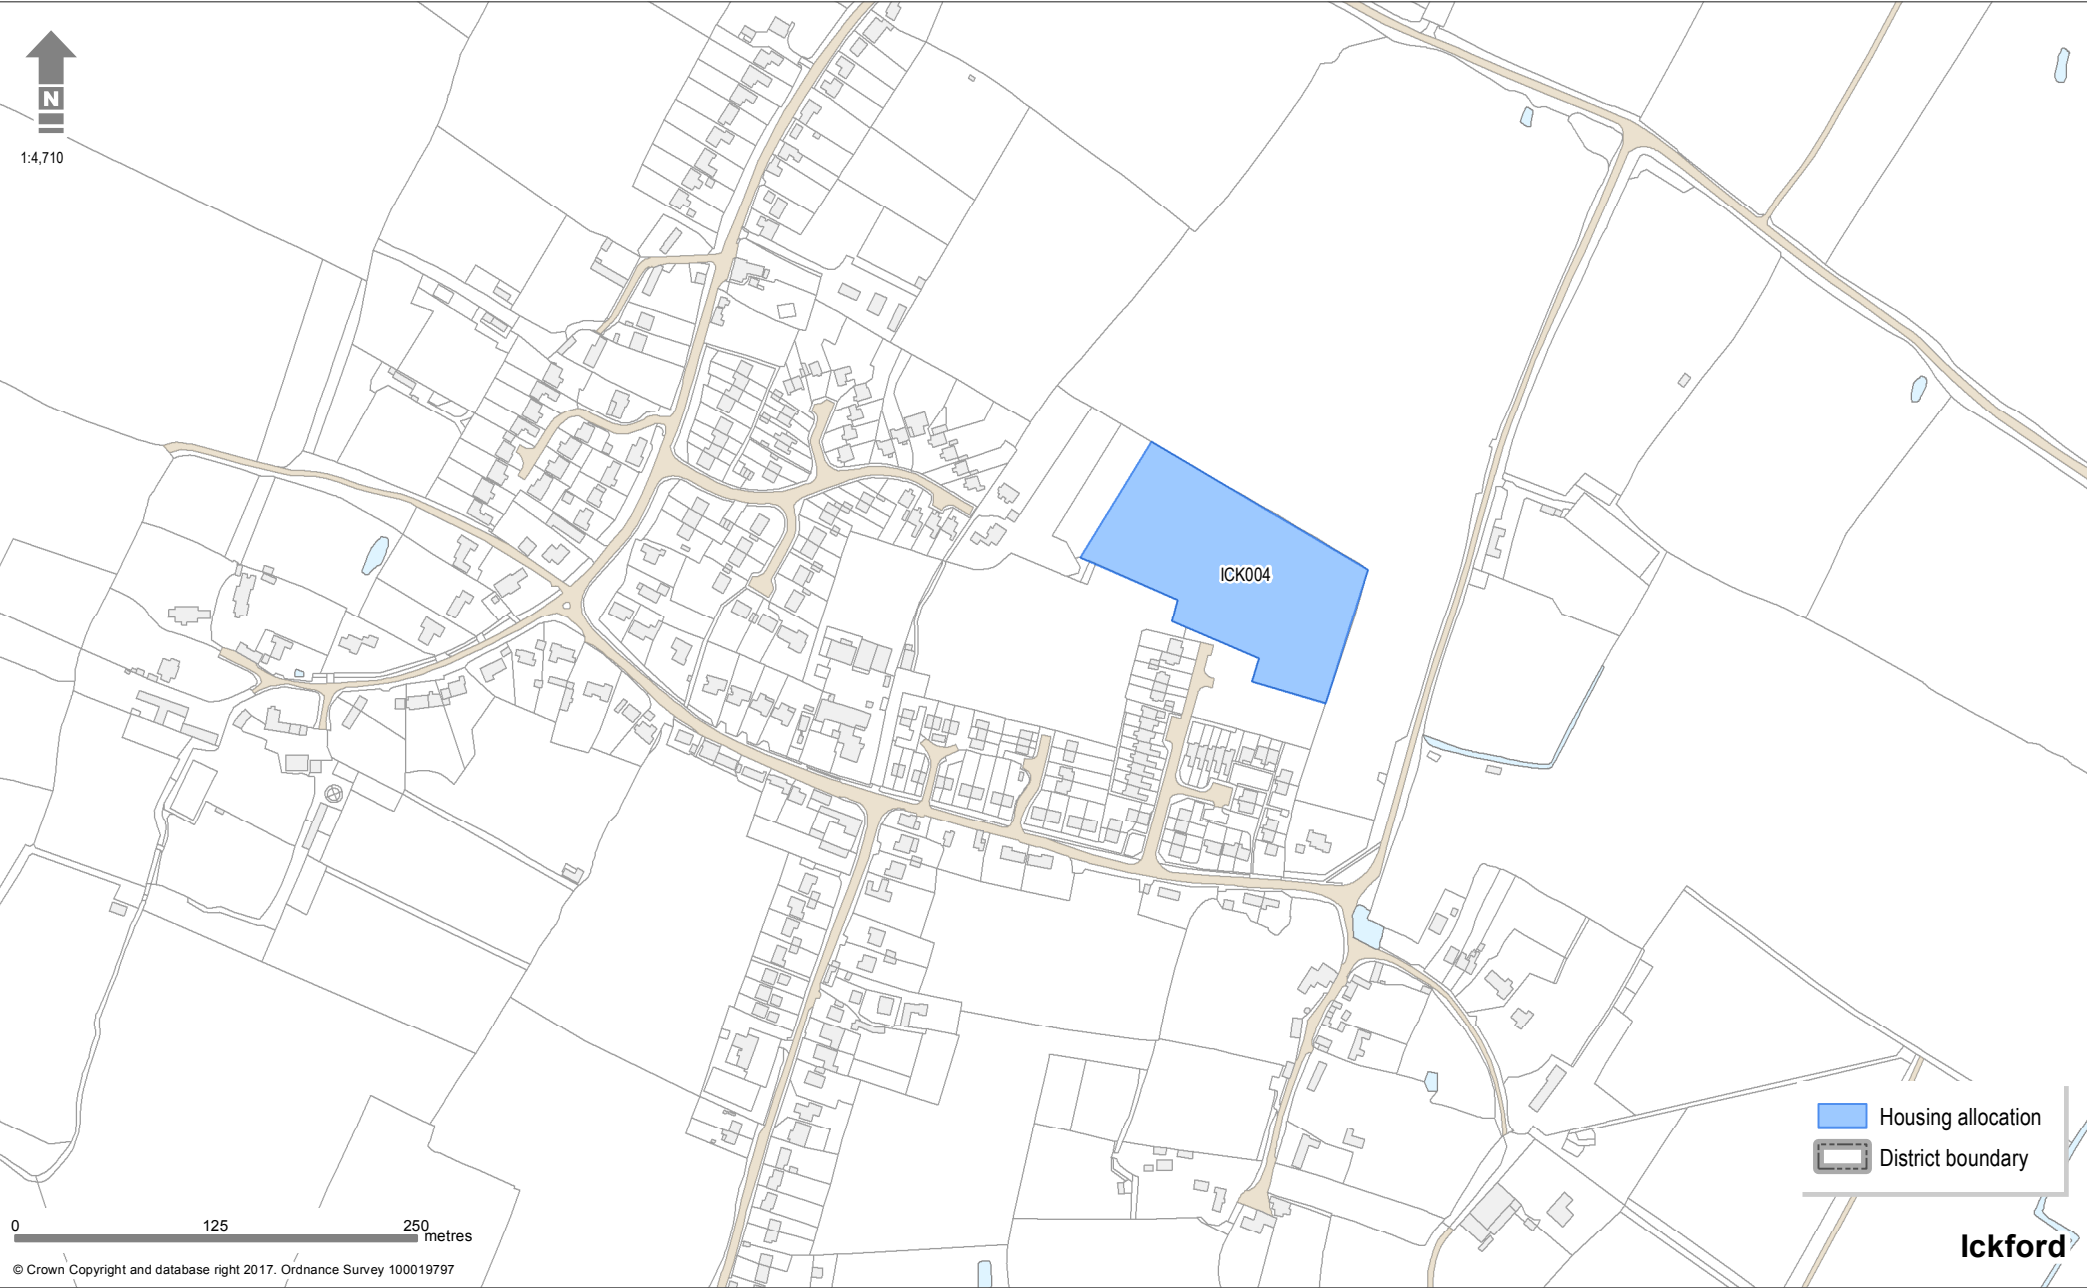 N
1:4,710
ICK004
Housing allocation
District boundary
0 125 250
metres
Ickford
© Crown Copyright and database right 2017. Ordnance Survey 100019797